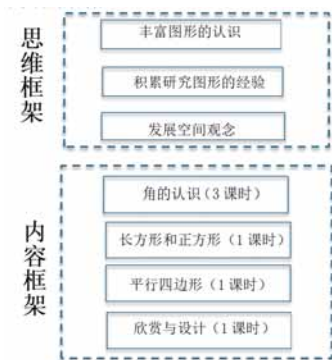 思维框架
丰富图形的认识
积累研究图形的经验
发展空间观念
内容框架
角的认识(3 课时)
长方形和正方形(1 课时)
平行四边形(1 课时)
欣赏与设计(1 课时)